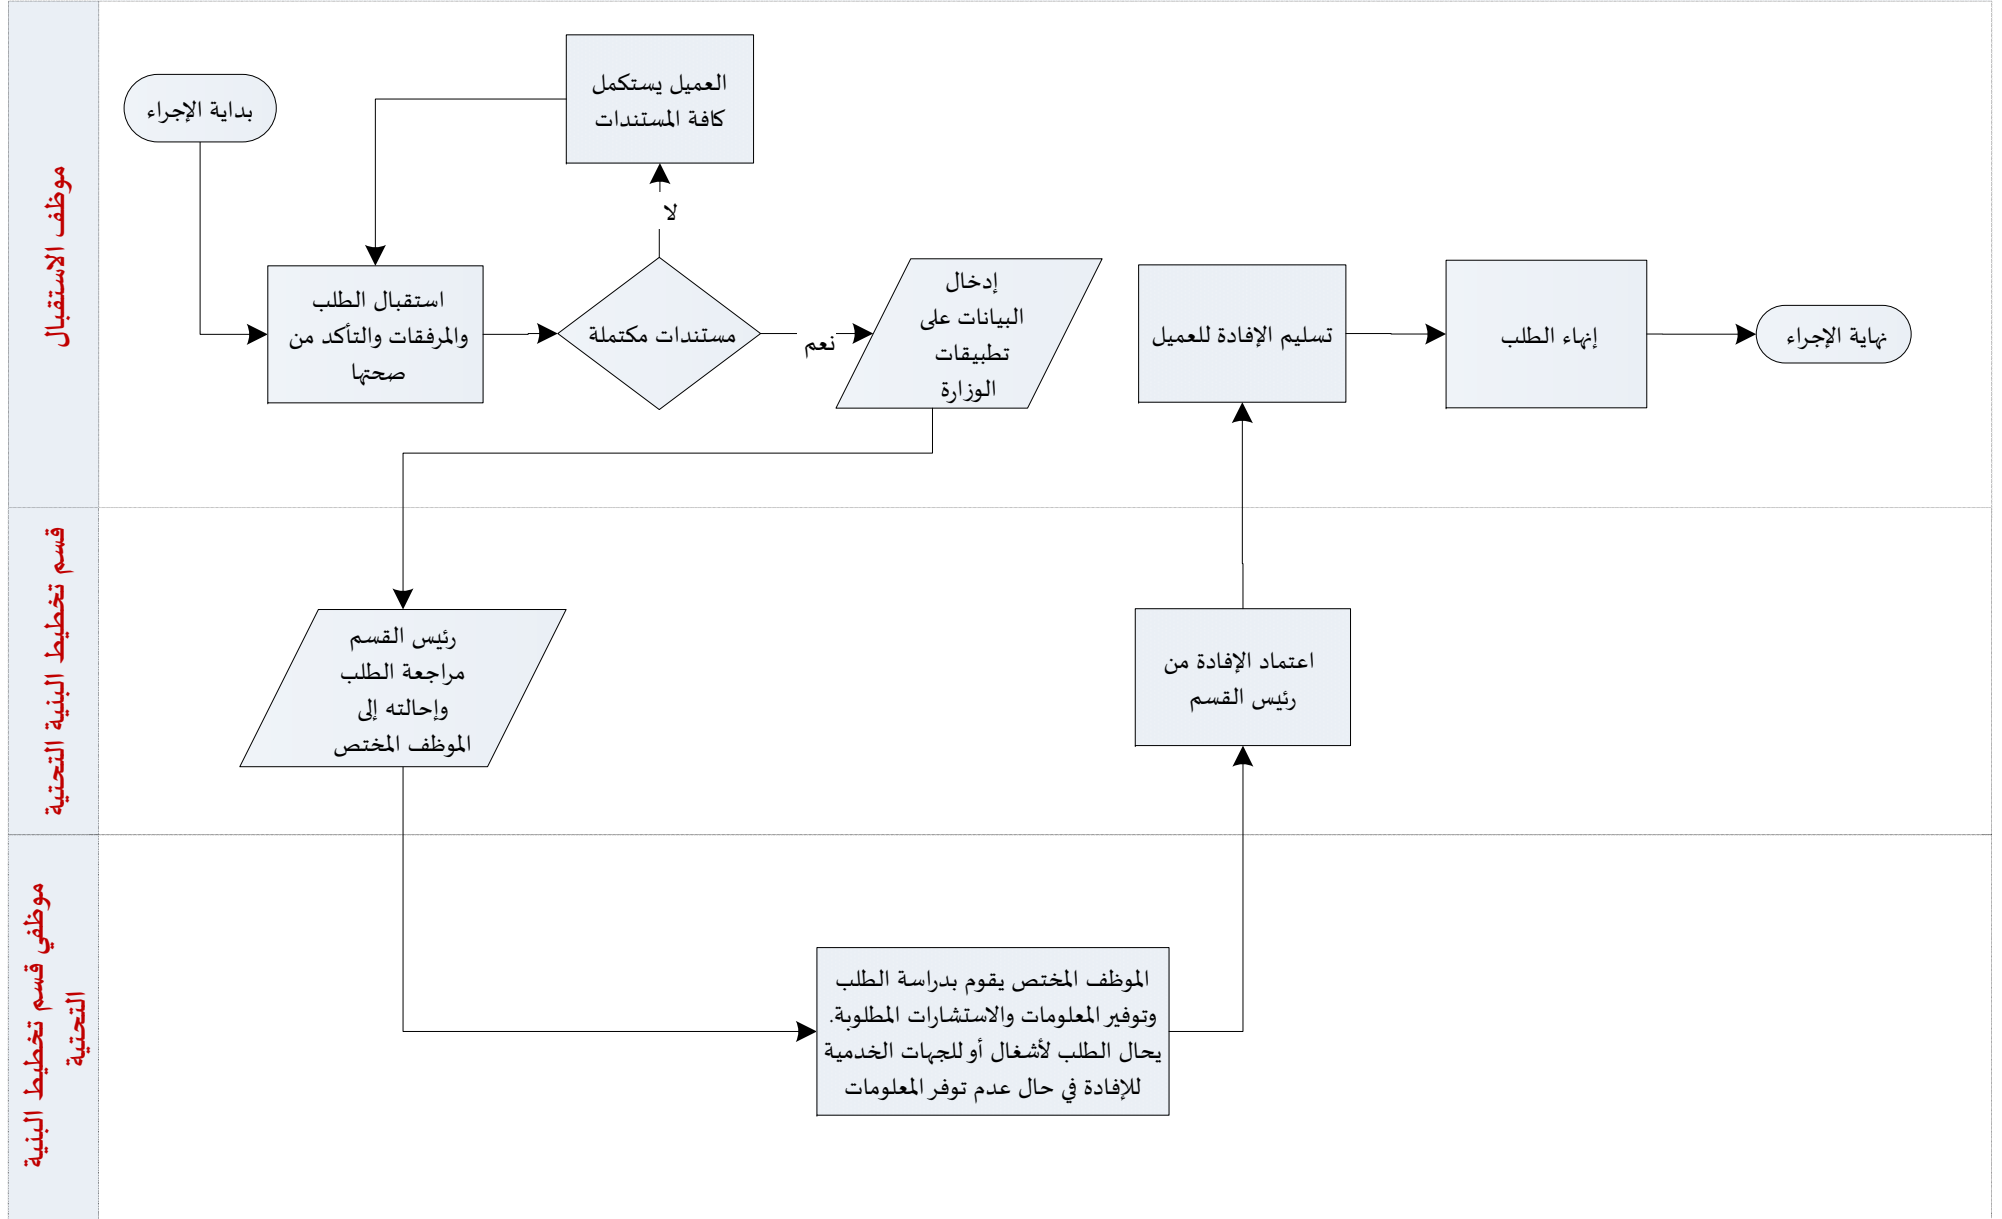 موظف الاستقبال
بداية الإجراء
العميل يستكمل
كافة المستندات
لا
استقبال الطلب
والمرفقات والتأكد من
صحتها
مستندات مكتملة
نعم
إدخال
البيانات على
تطبيقات
الوزارة
تسليم الإفادة للعميل
إنهاء الطلب
نهاية الإجراء
قسم تخطيط البنية التحتية
رئيس القسم
مراجعة الطلب
وإحالته إلى
الموظف المختص
اعتماد الإفادة من
رئيس القسم
موظفي قسم تخطيط البنية
التحتية
الموظف المختص يقوم بدراسة الطلب
وتوفير المعلومات والاستشارات المطلوبة.
يحال الطلب لأشغال أو للجهات الخدمية
للإفادة في حال عدم توفر المعلومات